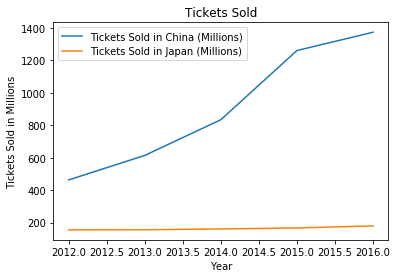 Tickets Sold
Tickets Sold in China (Millions)
Tickets Sold in Japan (Millions)
Tickets Sold in Millions
1400
1200
1000
800
600
400
200
2012.0 2012.5 2013.0 2013.5 2014.0 2014.5 2015.0 2015.5 2016.0
Year